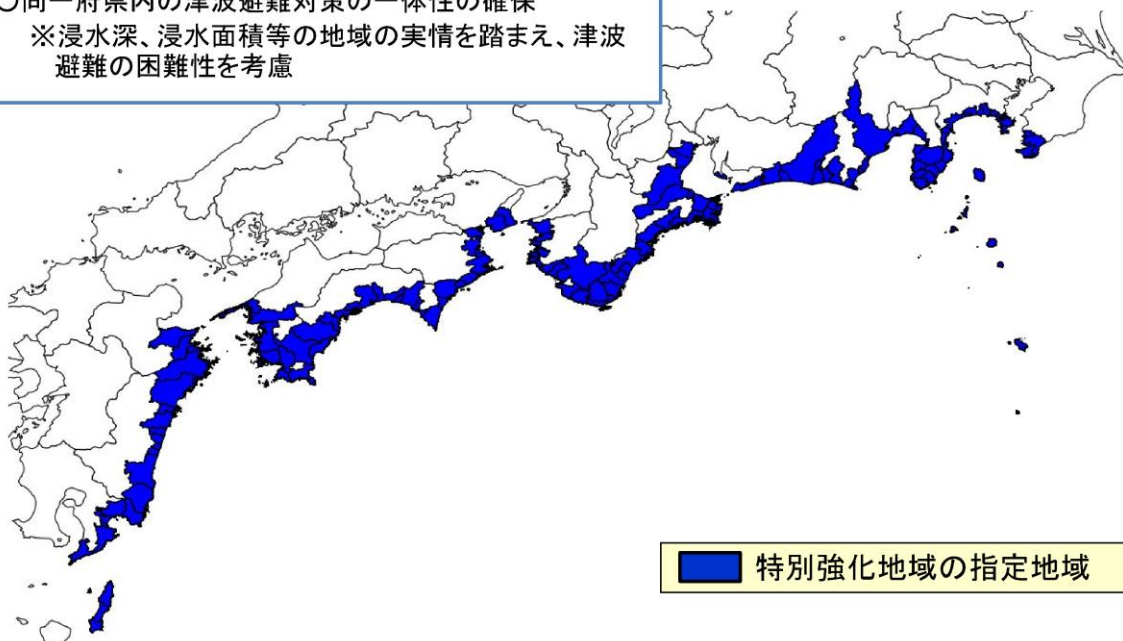 〇同一府県内の津波避難対策の一体性の確保
※浸水深、浸水面積等の地域の実情を踏まえ、津波
避難の困難性を考慮
特別強化地域の指定地域